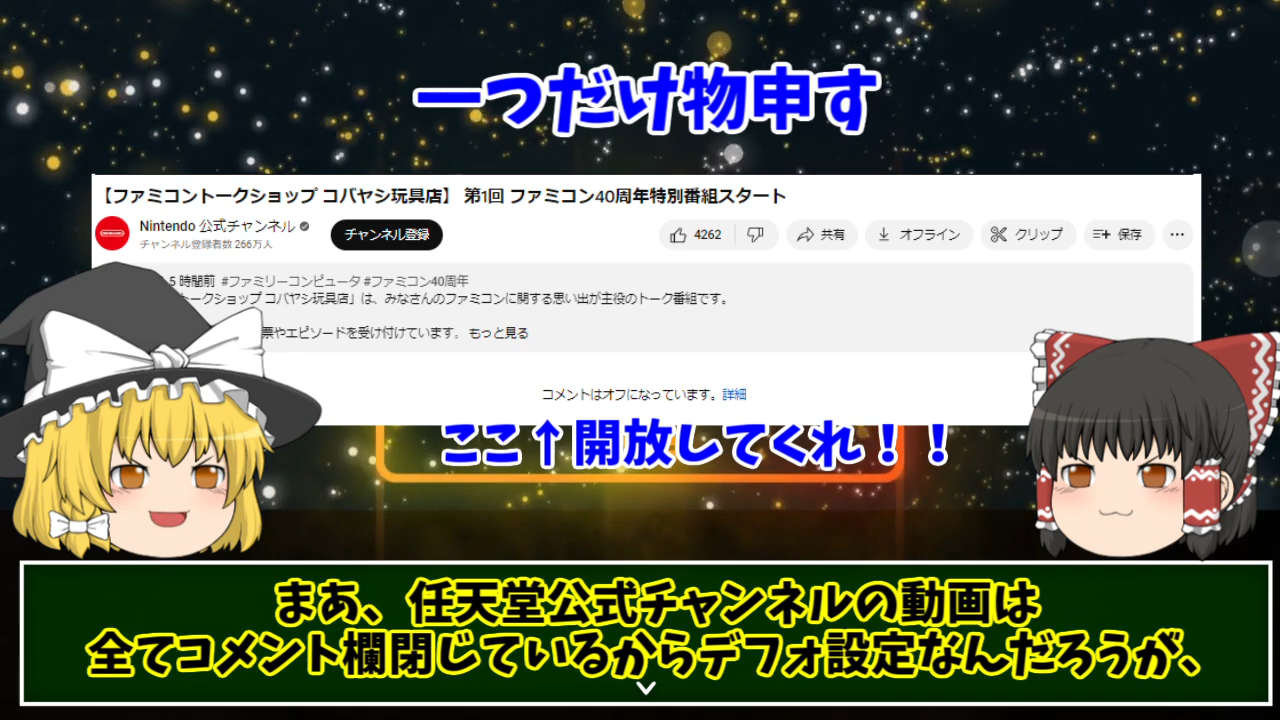 一つだけ物申す
【ファミコントークショップ コバヤシ玩具店】 第1回 ファミコン40周年特別番組スタート
Nintendo 公式チャンネル
チャンネル登録者数 266万人
チャンネル登録
4262
共有
オフライン
クリップ
保存
5 時間前 #ファミリーコンピュータ #ファミコン40周年
トークショップ コバヤシ玩具店」は、みなさんのファミコンに関する思い出が主役のトーク番組です。
票やエピソードを受け付けています。 もっと見る
コメントはオフになっています。詳細
ここ↑開放してくれ！！
まあ、任天堂公式チャンネルの動画は
全てコメント欄閉じているからデフォ設定なんだろうが、